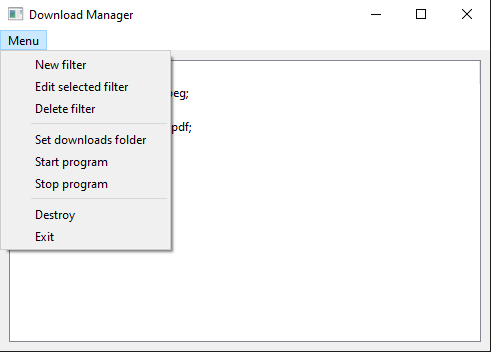 Download Manager
Menu
New filter
Edit selected filter
peg;
Delete filter
pdf;
Set downloads folder
Start program
Stop program
Destroy
Exit